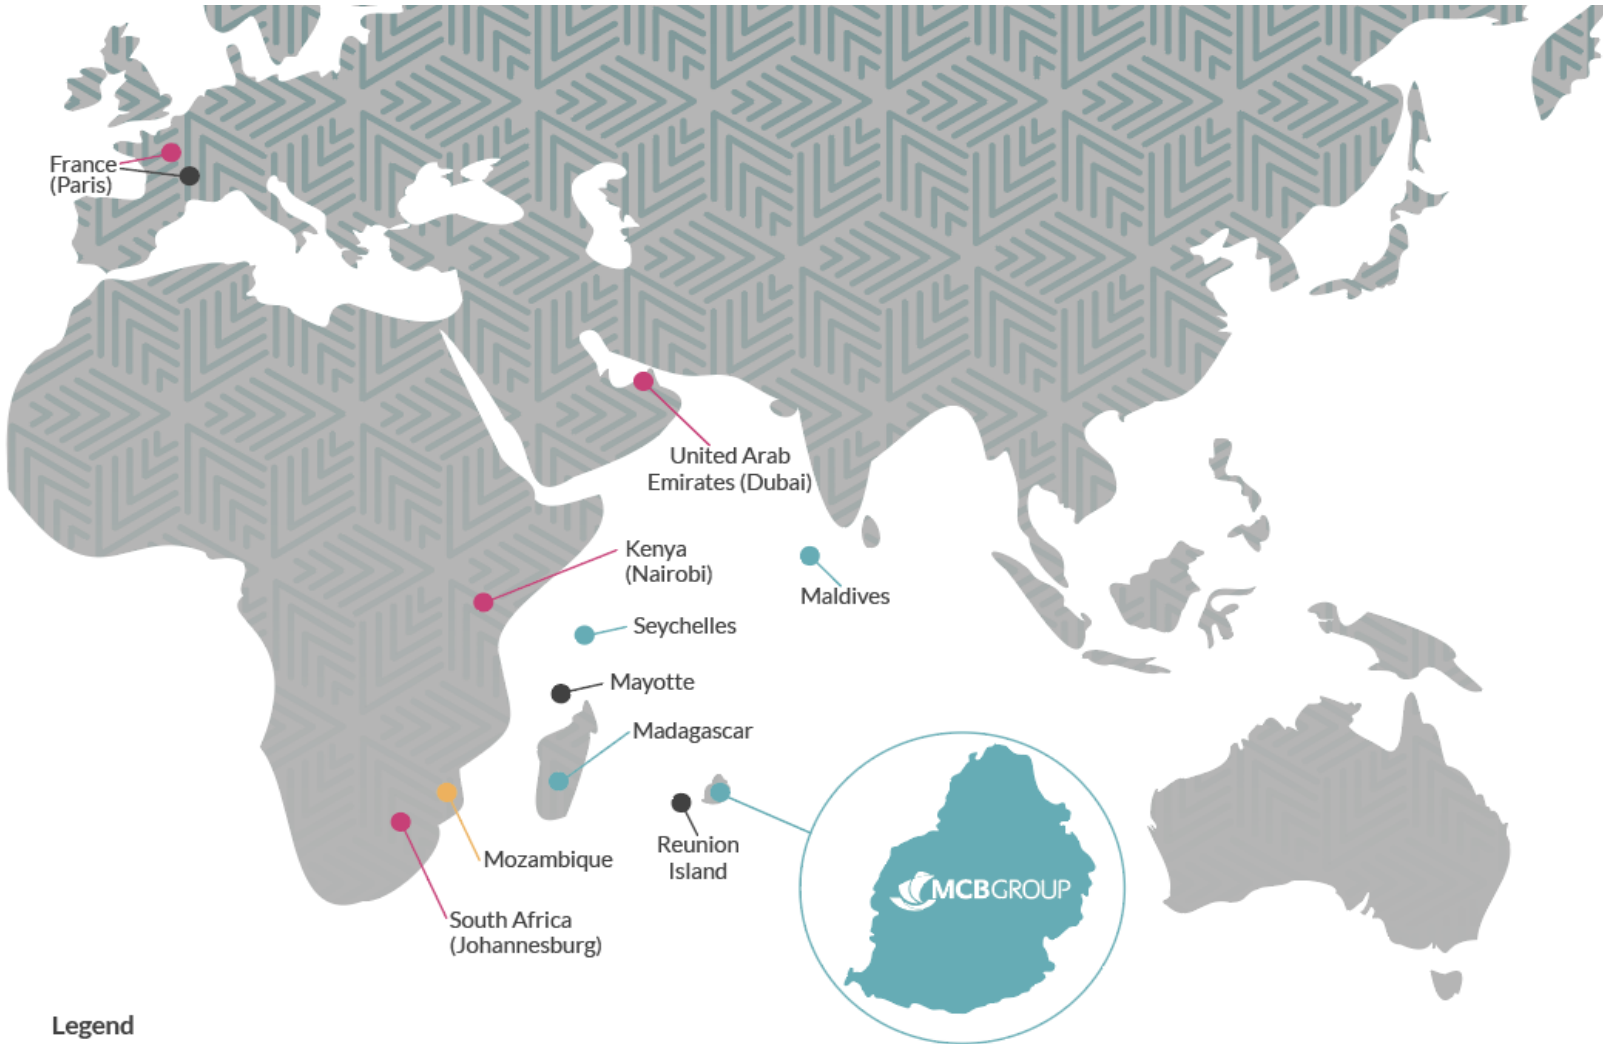 France
(Paris)
United Arab
Emirates (Dubai)
Kenya
(Nairobi)
Maldives
Seychelles
Mayotte
Madagascar
Reunion
Island
MCBGROUP
Mozambique
South Africa
(Johannesburg)
Legend